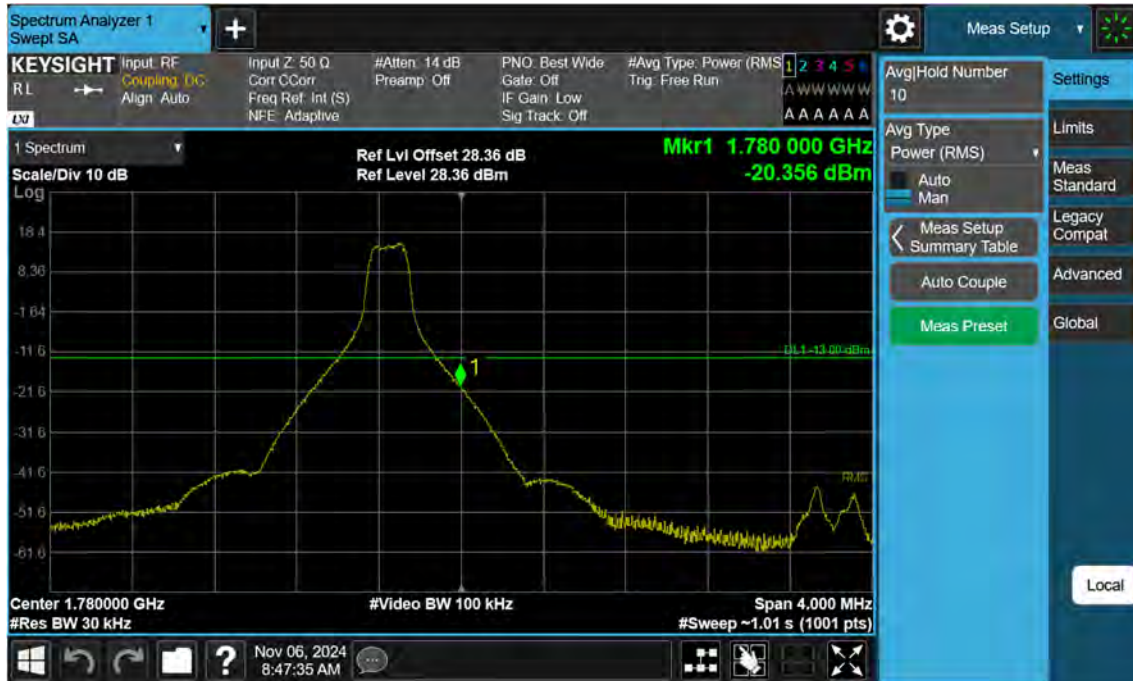 Spectrum Analyzer 1
Swept SA
+
Meas Setup
KEYSIGHT
RL
LXI
Input: RF
Coupling: DC
Align: Auto
Input Z: 50 Ω
Corr CCorr
Freq Ref: Int (S)
NFE: Adaptive
#Atten: 14 dB
Preamp: Off
PNO: Best Wide
Gate: Off
IF Gain: Low
Sig Track: Off
#Avg Type: Power (RMS)
Trig: Free Run
1 2 3 4 5 6
A W W W W W
A A A A A A
1 Spectrum
Scale/Div 10 dB
Ref Lvl Offset 28.36 dB
Ref Level 28.36 dBm
Mkr1 1.780 000 GHz
-20.356 dBm
Log
18.4
8.36
-1.64
-11.6
-21.6
-31.6
-41.6
-51.6
-61.6
DL1 -13.00 dBm
1
RMS
Center 1.780000 GHz
#Res BW 30 kHz
#Video BW 100 kHz
Span 4.000 MHz
#Sweep ~1.01 s (1001 pts)
Avg|Hold Number
10
Avg Type
Power (RMS)
Auto
Man
Meas Setup
Summary Table
Auto Couple
Meas Preset
Settings
Limits
Meas
Standard
Legacy
Compat
Advanced
Global
Local
?
Nov 06, 2024
8:47:35 AM